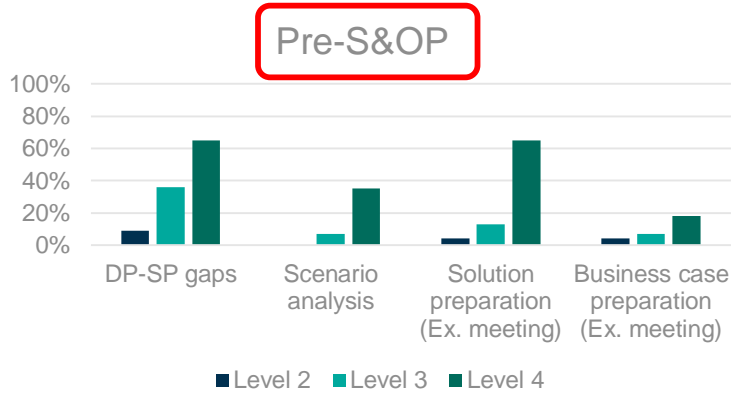 Pre-S&OP
100%
80%
60%
40%
20%
0%
DP-SP gaps
Scenario
analysis
Solution
preparation
(Ex. meeting)
Business case
preparation
(Ex. meeting)
Level 2 Level 3 Level 4